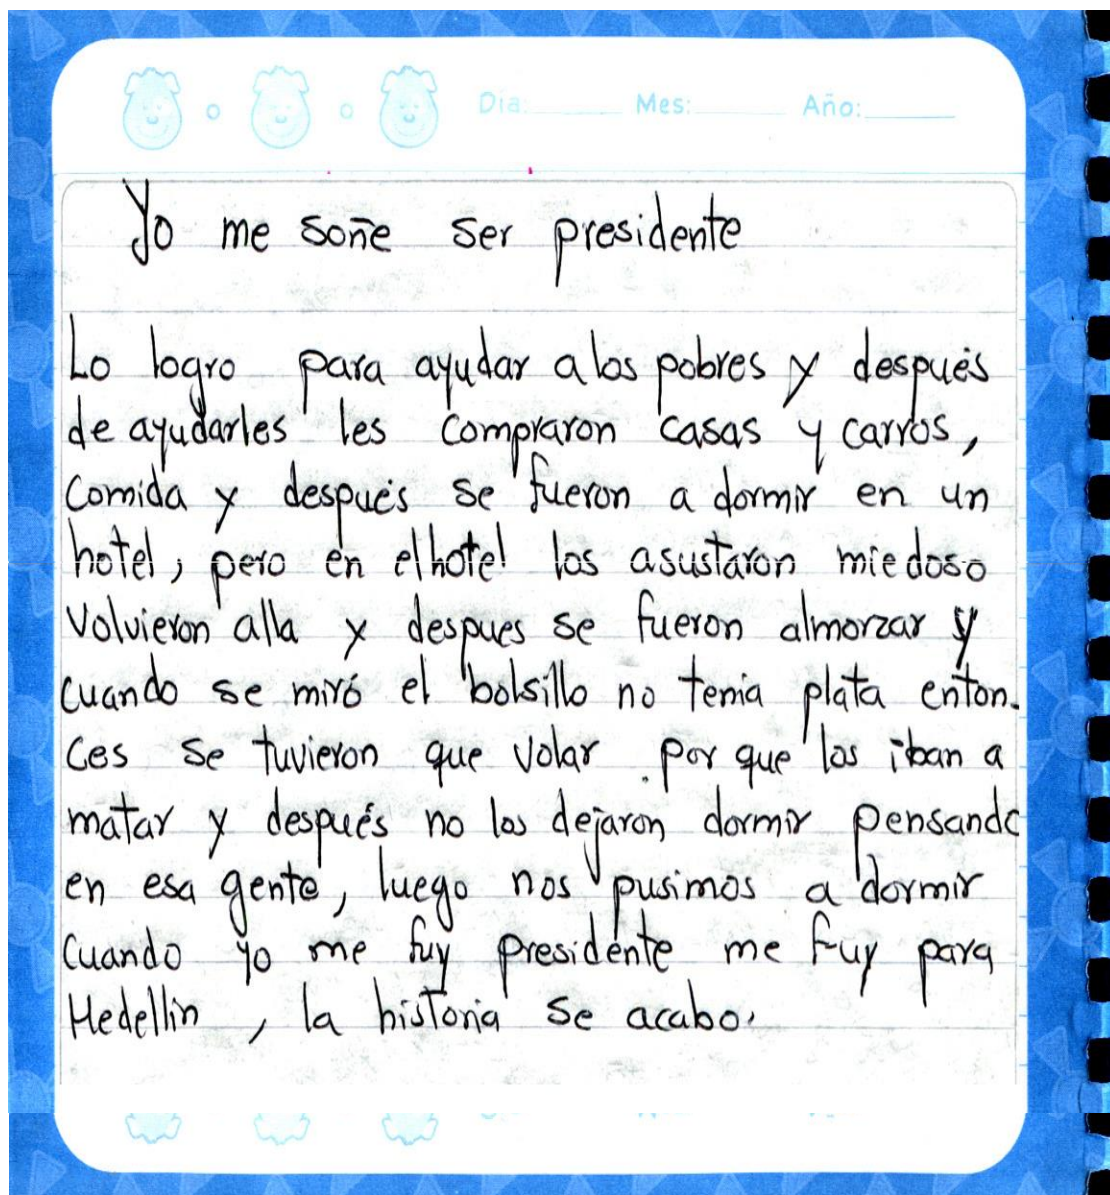 Dia: Mes: Año:
Yo me soñe ser presidente
Lo logro para ayudar a los pobres y después
de ayudarles les compraron casas y carros,
comida y después se fueron a dormir en un
hotel, pero en el hotel los asustaron miedoso
Volvieron alla y despues se fueron almorzar y
cuando se miró el bolsillo no tenia plata enton.
ces se tuvieron que volar . por que los iban a
matar y después no los dejaron dormir pensando
en esa gente, luego nos pusimos a dormir
Cuando yo me fuy presidente me fuy para
Medellin , la historia se acabo.